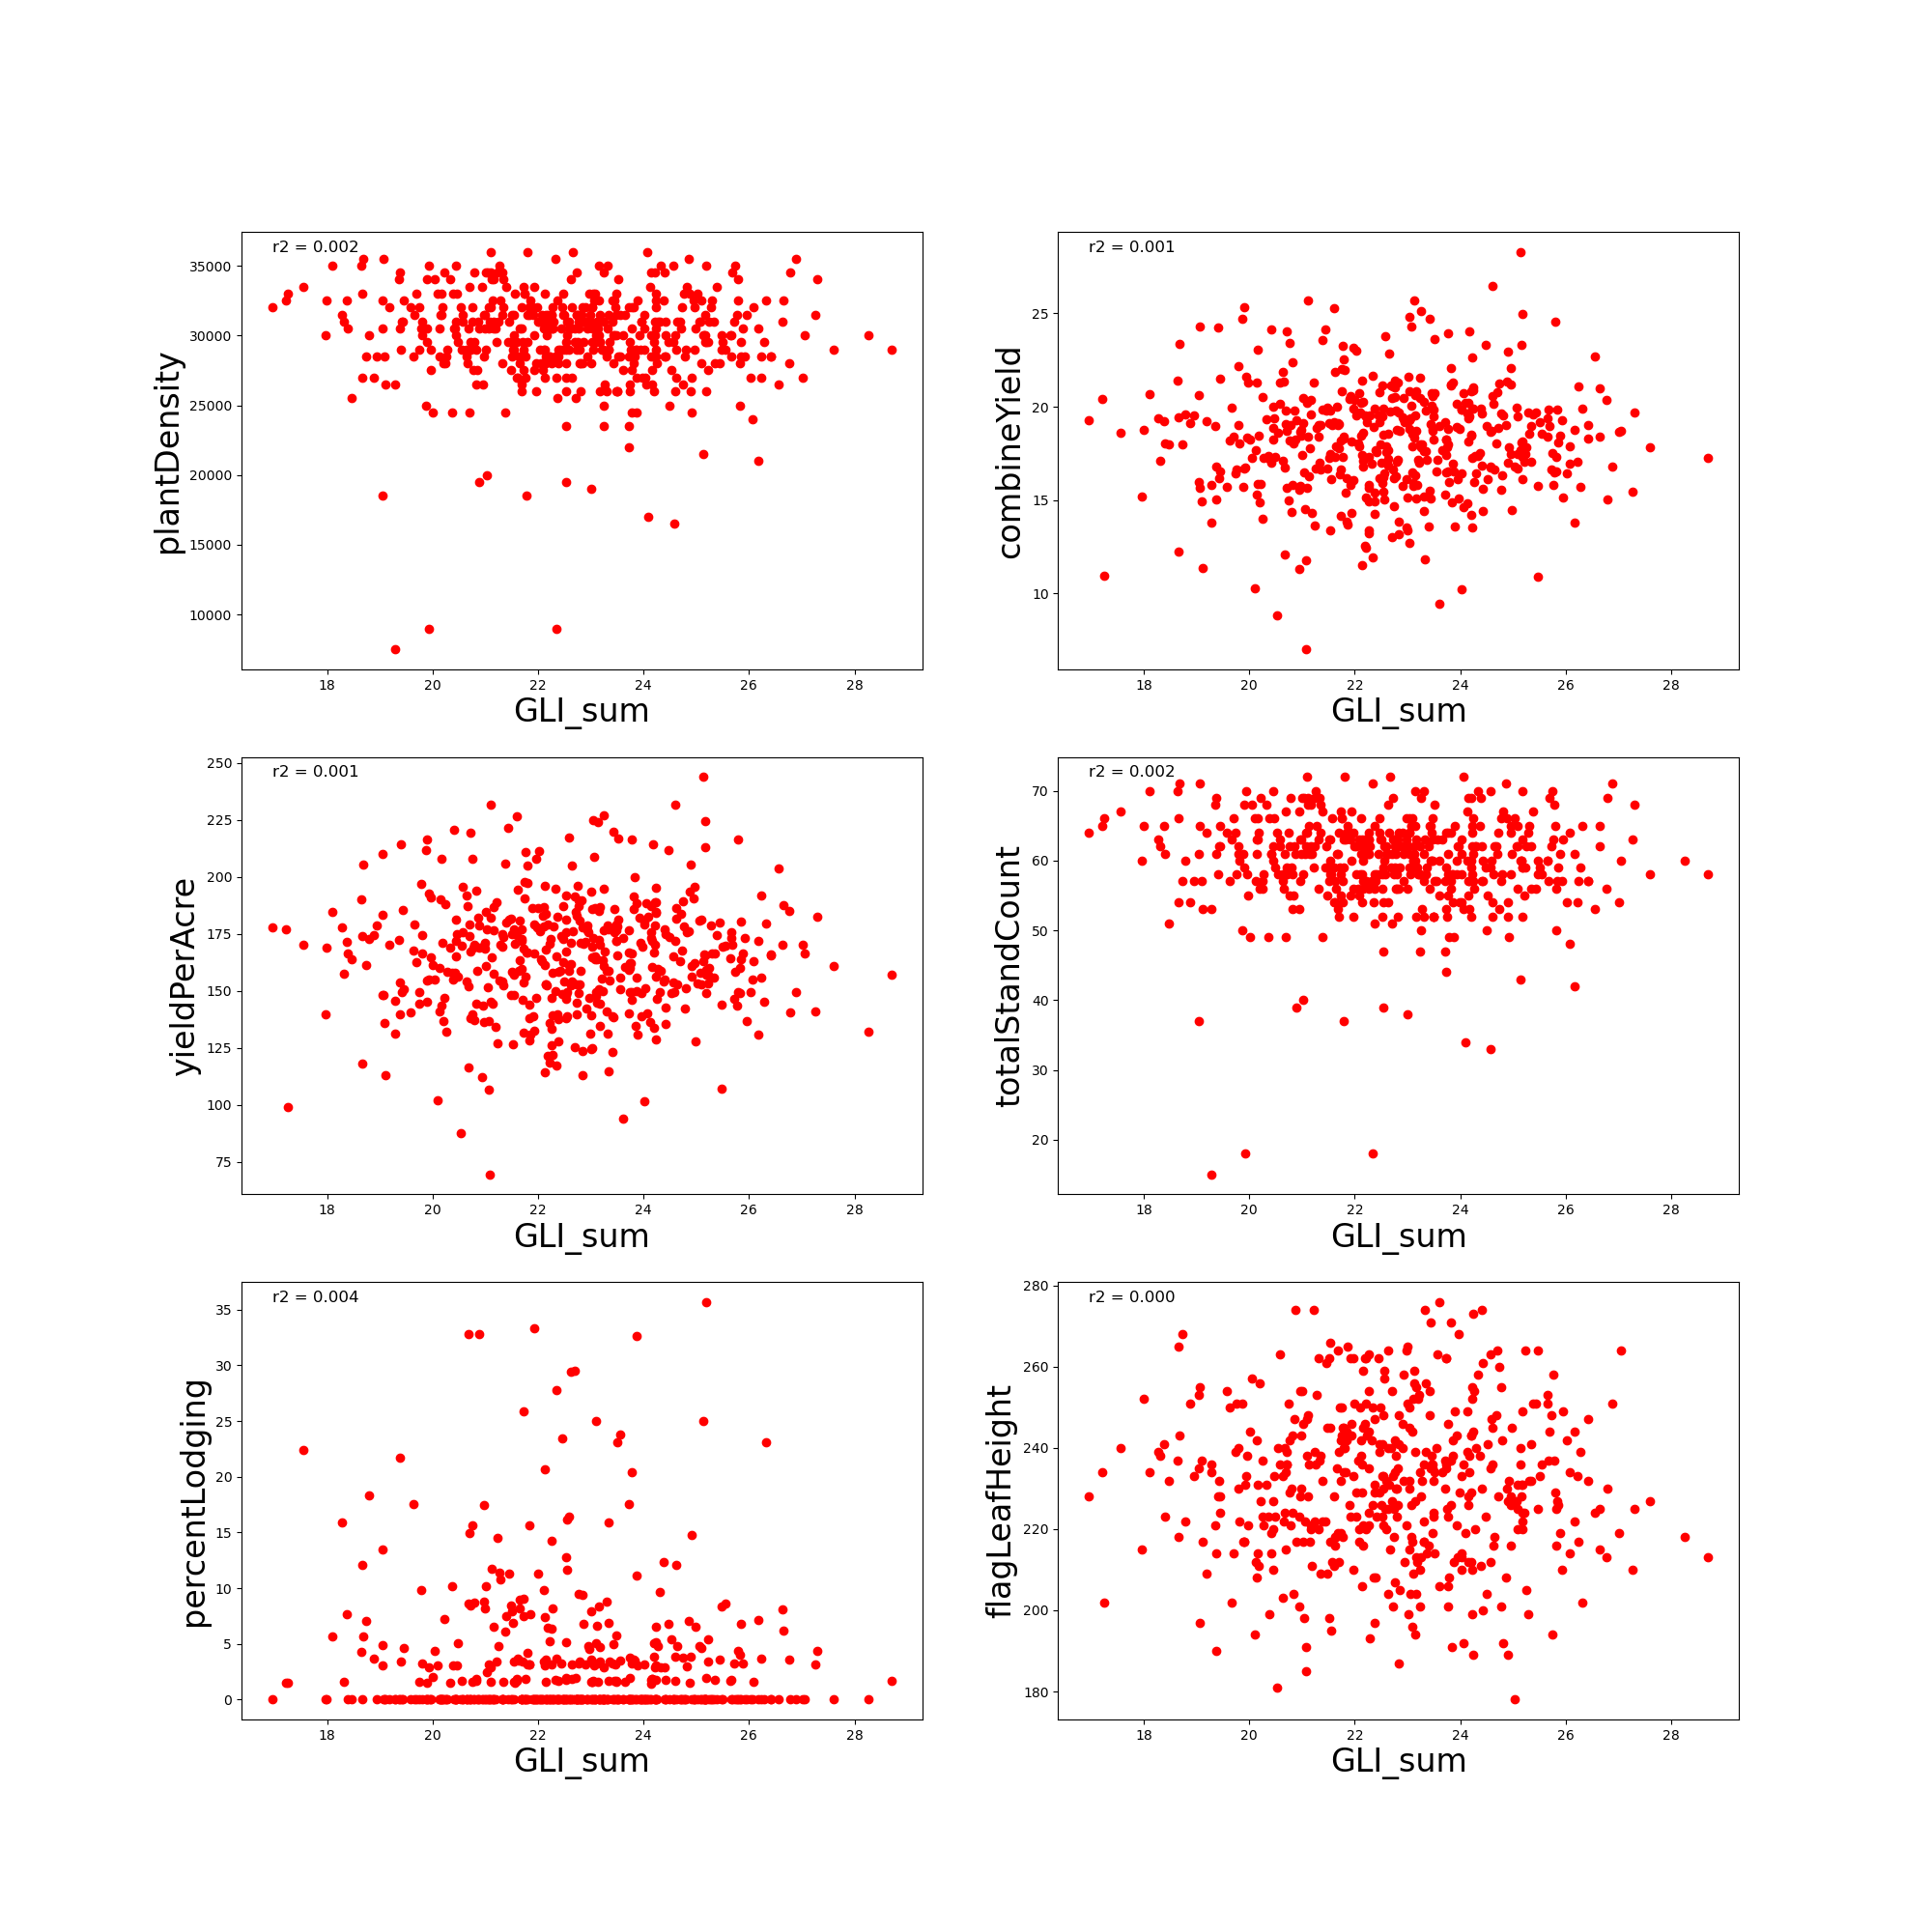 r2 = 0.002
35000
30000
25000
20000
15000
10000
plantDensity
18 20 22 24 26 28
GLI_sum
r2 = 0.001
25
20
15
10
combineYield
18 20 22 24 26 28
GLI_sum
r2 = 0.001
250
225
200
175
150
125
100
75
yieldPerAcre
18 20 22 24 26 28
GLI_sum
r2 = 0.002
70
60
50
40
30
20
totalStandCount
18 20 22 24 26 28
GLI_sum
r2 = 0.004
35
30
25
20
15
10
5
0
percentLodging
18 20 22 24 26 28
GLI_sum
r2 = 0.000
280
260
240
220
200
180
flagLeafHeight
18 20 22 24 26 28
GLI_sum